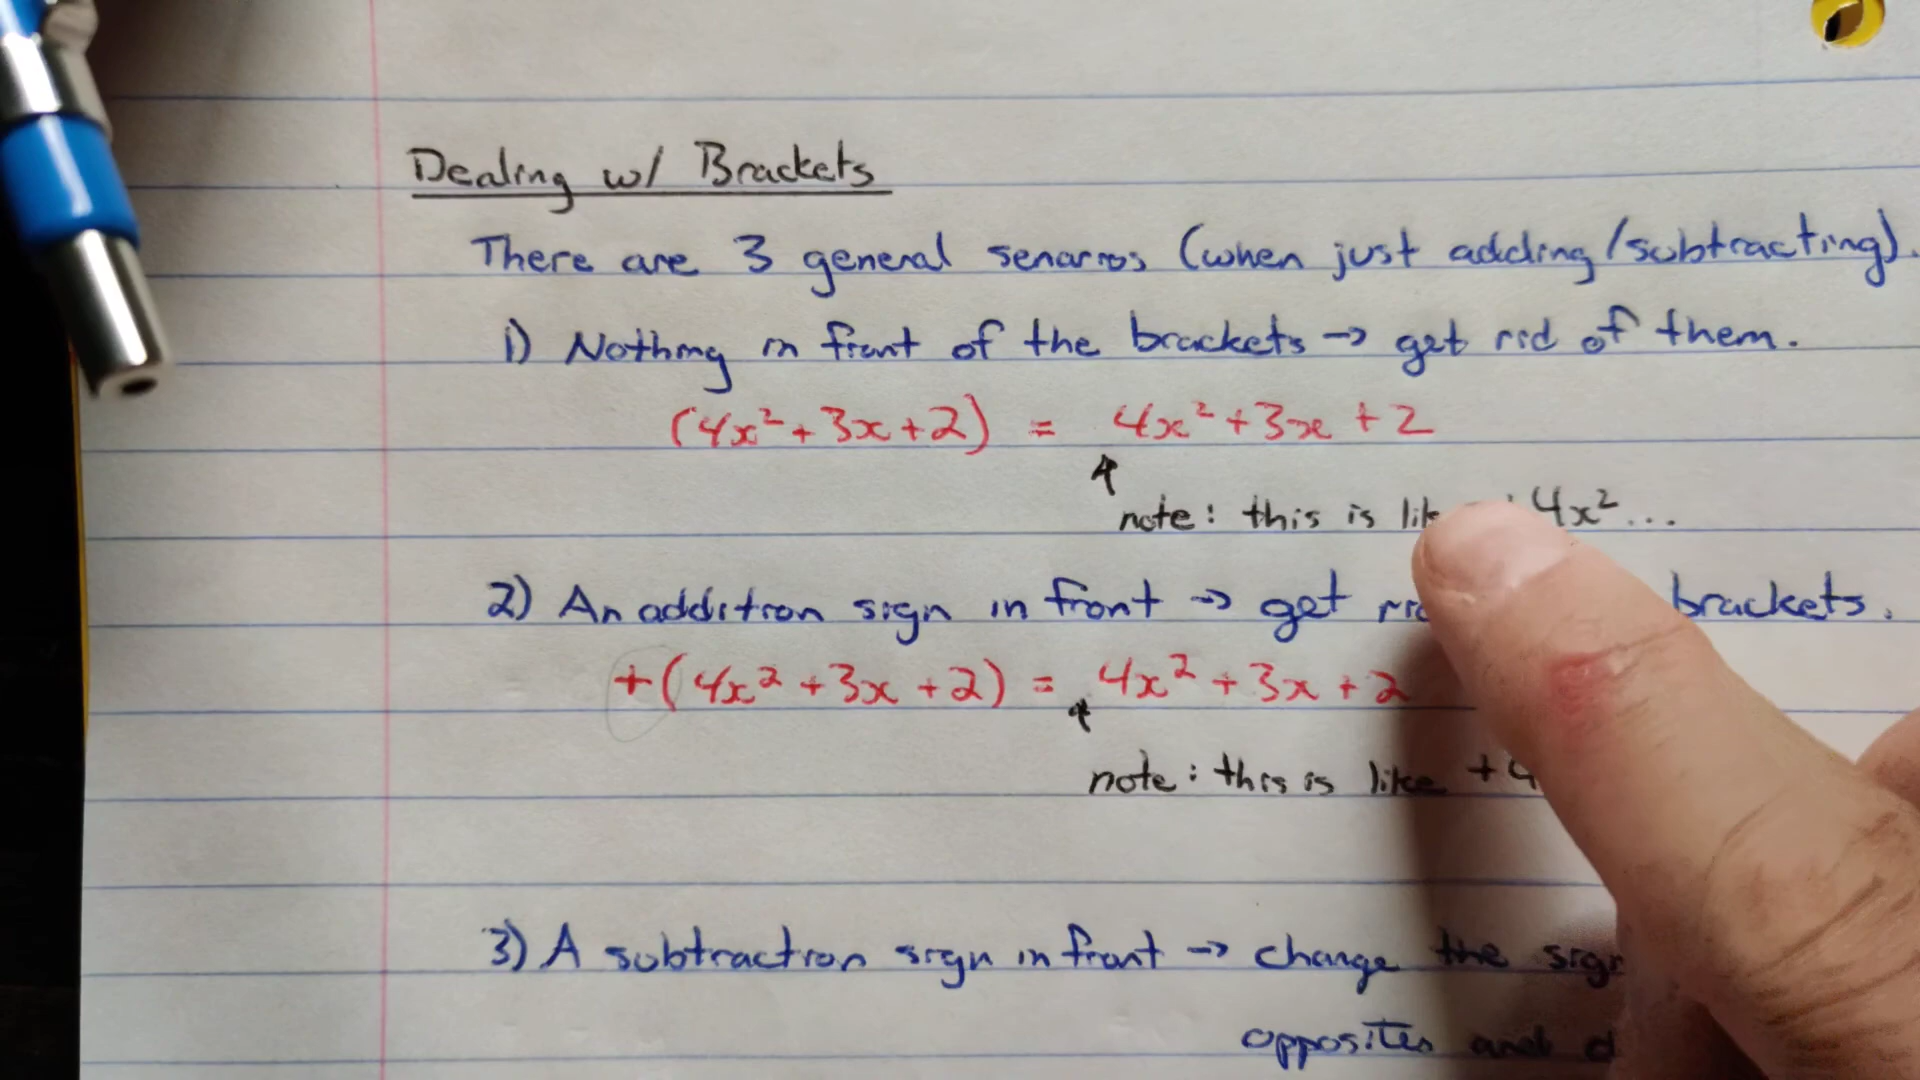 Dealing w/ Brackets
There are 3 general senarios (when just adding/subtracting).
1) Nothing in front of the brackets → get rid of them.
(4x² + 3x + 2) = 4x² + 3x + 2
note: this is 4x² ...
2) An addition sign in front → get brackets.
+(4x² + 3x + 2) = 4x² + 3x + 2
note: this is like +
3) A subtraction sign in front → change the
opposites and